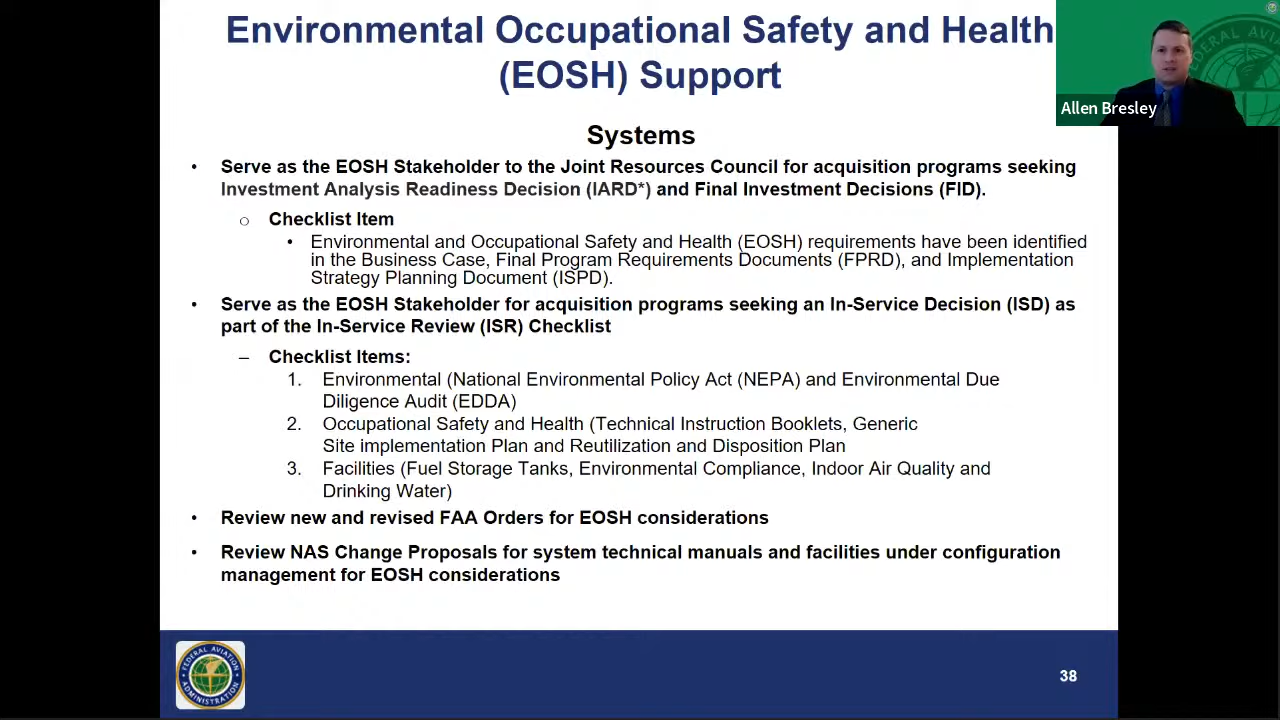 Environmental Occupational Safety and Health
(EOSH) Support
Allen Bresley
Systems
• Serve as the EOSH Stakeholder to the Joint Resources Council for acquisition programs seeking
Investment Analysis Readiness Decision (IARD*) and Final Investment Decisions (FID).
o Checklist Item
• Environmental and Occupational Safety and Health (EOSH) requirements have been identified
in the Business Case, Final Program Requirements Documents (FPRD), and Implementation
Strategy Planning Document (ISPD).
• Serve as the EOSH Stakeholder for acquisition programs seeking an In-Service Decision (ISD) as
part of the In-Service Review (ISR) Checklist
– Checklist Items:
1. Environmental (National Environmental Policy Act (NEPA) and Environmental Due
Diligence Audit (EDDA)
2. Occupational Safety and Health (Technical Instruction Booklets, Generic
Site implementation Plan and Reutilization and Disposition Plan
3. Facilities (Fuel Storage Tanks, Environmental Compliance, Indoor Air Quality and
Drinking Water)
• Review new and revised FAA Orders for EOSH considerations
• Review NAS Change Proposals for system technical manuals and facilities under configuration
management for EOSH considerations
FEDERAL AVIATION
ADMINISTRATION
38